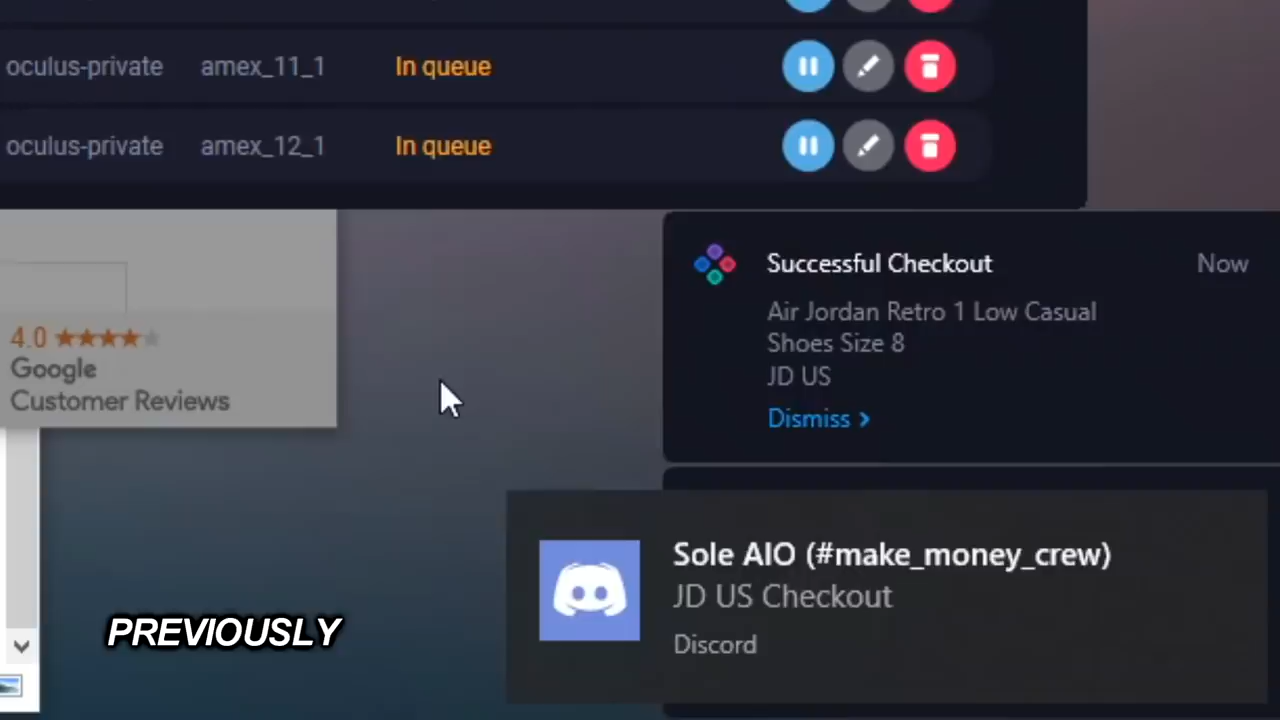 oculus-private amex_11_1 In queue
oculus-private amex_12_1 In queue
Successful Checkout Now
Air Jordan Retro 1 Low Casual
Shoes Size 8
JD US
Dismiss >
4.0
Google
Customer Reviews
Sole AIO (#make_money_crew)
JD US Checkout
Discord
PREVIOUSLY